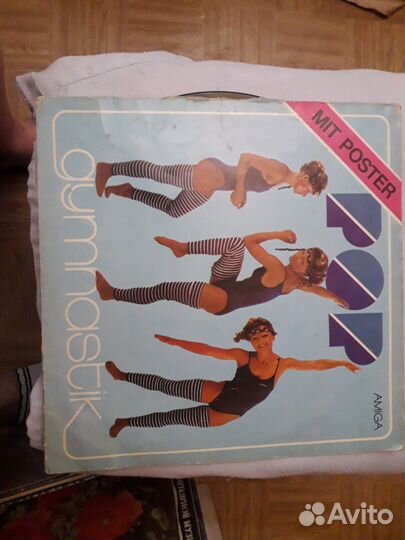 MIT POSTER
POP
gymnastik
AMIGA
Avito